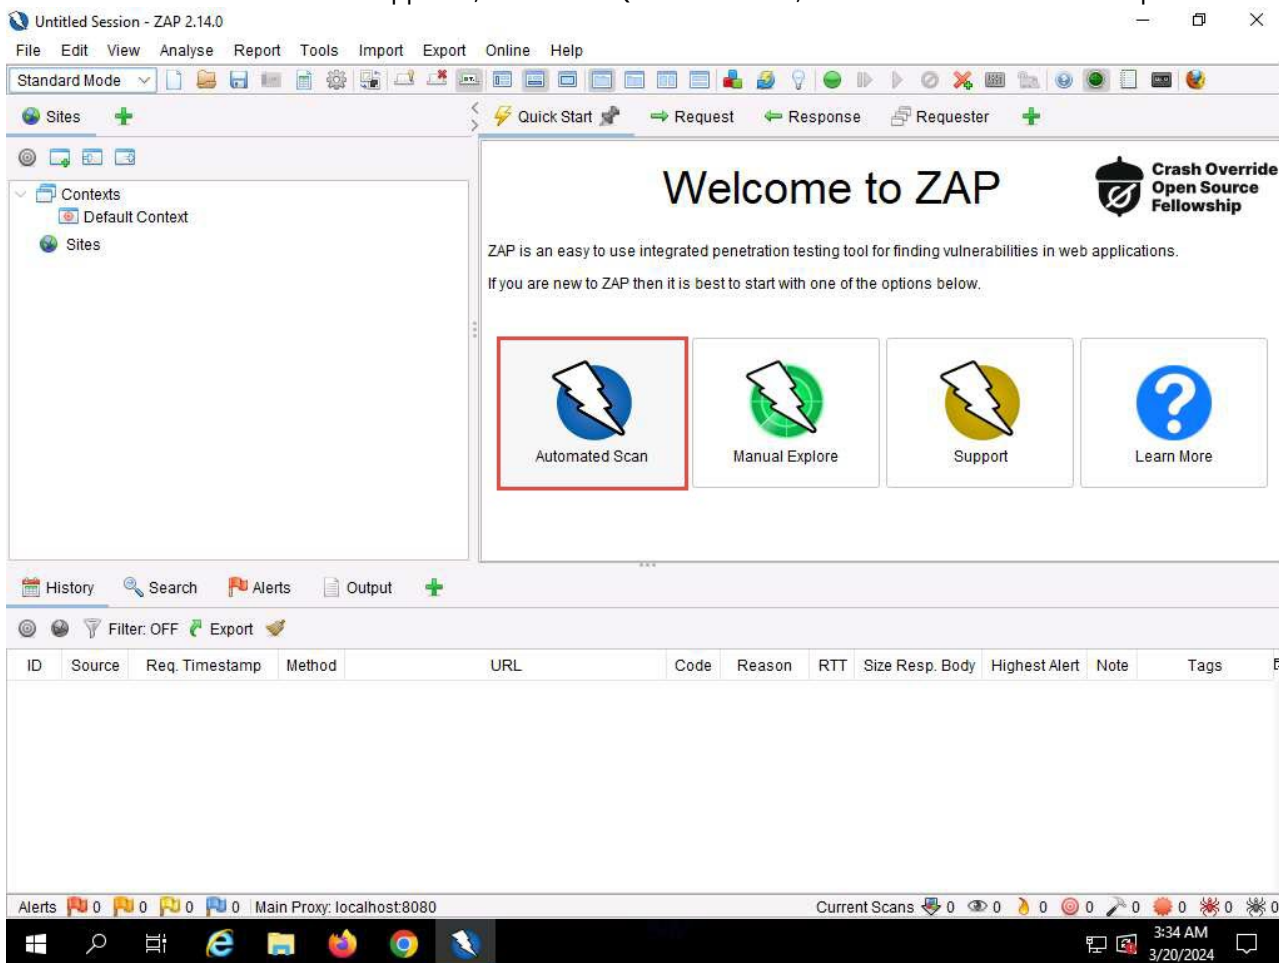 Untitled Session - ZAP 2.14.0
File Edit View Analyse Report Tools Import Export Online Help
Standard Mode
Sites
Quick Start Request Response Requester
Contexts
Default Context
Sites
Welcome to ZAP
Crash Override
Open Source
Fellowship
ZAP is an easy to use integrated penetration testing tool for finding vulnerabilities in web applications.
If you are new to ZAP then it is best to start with one of the options below.
Automated Scan Manual Explore Support Learn More
History Search Alerts Output
Filter: OFF Export
ID Source Req. Timestamp Method URL Code Reason RTT Size Resp. Body Highest Alert Note Tags
Alerts 0 0 0 0 Main Proxy: localhost:8080 Current Scans 0 0 0 0 0 0 0 0
3:34 AM
3/20/2024